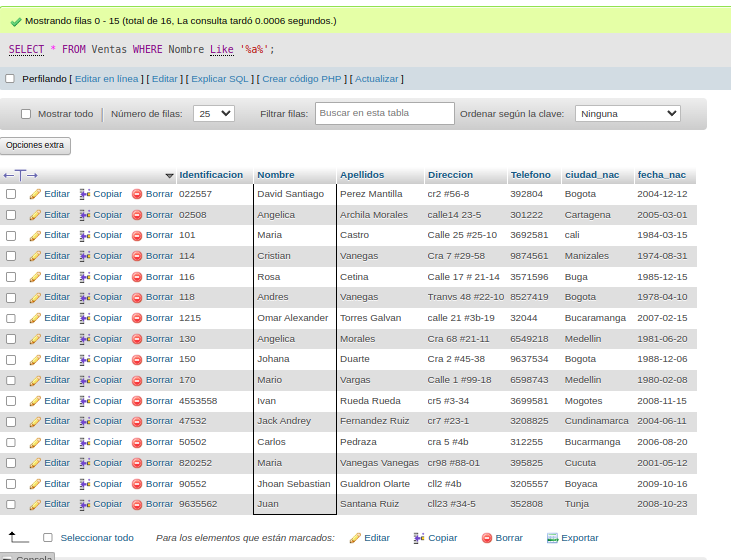 Mostrando filas 0 - 15 (total de 16, La consulta tardó 0.0006 segundos.)
SELECT * FROM Ventas WHERE Nombre Like '%a%';
Perfilando [ Editar en línea ] [ Editar ] [ Explicar SQL ] [ Crear código PHP ] [ Actualizar ]
Mostrar todo | Número de filas: 25 Filtrar filas: Buscar en esta tabla Ordenar según la clave: Ninguna
Opciones extra
←T→ Identificacion Nombre Apellidos Direccion Telefono ciudad_nac fecha_nac
Editar Copiar Borrar 022557 David Santiago Perez Mantilla cr2 #56-8 392804 Bogota 2004-12-12
Editar Copiar Borrar 02508 Angelica Archila Morales calle14 23-5 301222 Cartagena 2005-03-01
Editar Copiar Borrar 101 Maria Castro Calle 25 #25-10 3692581 cali 1984-03-15
Editar Copiar Borrar 114 Cristian Vanegas Cra 7 #29-58 9874561 Manizales 1974-08-31
Editar Copiar Borrar 116 Rosa Cetina Calle 17 # 21-14 3571596 Buga 1985-12-15
Editar Copiar Borrar 118 Andres Vanegas Tranvs 48 #22-10 8527419 Bogota 1978-04-10
Editar Copiar Borrar 1215 Omar Alexander Torres Galvan calle 21 #3b-19 32044 Bucaramanga 2007-02-15
Editar Copiar Borrar 130 Angelica Morales Cra 68 #21-11 6549218 Medellin 1981-06-20
Editar Copiar Borrar 150 Johana Duarte Cra 2 #45-38 9637534 Bogota 1988-12-06
Editar Copiar Borrar 170 Mario Vargas Calle 1 #99-18 6598743 Medellin 1980-02-08
Editar Copiar Borrar 4553558 Ivan Rueda Rueda cr5 #3-34 3699581 Mogotes 2008-11-15
Editar Copiar Borrar 47532 Jack Andrey Fernandez Ruiz cr7 #23-1 3208825 Cundinamarca 2004-06-11
Editar Copiar Borrar 50502 Carlos Pedraza cra 5 #4b 312255 Bucarmanga 2006-08-20
Editar Copiar Borrar 820252 Maria Vanegas Vanegas cr98 #88-01 395825 Cucuta 2001-05-12
Editar Copiar Borrar 90552 Jhoan Sebastian Gualdron Olarte cll2 #4b 3205557 Boyaca 2009-10-16
Editar Copiar Borrar 9635562 Juan Santana Ruiz cll23 #34-5 352808 Tunja 2008-10-23
Seleccionar todo Para los elementos que están marcados: Editar Copiar Borrar Exportar
Consola